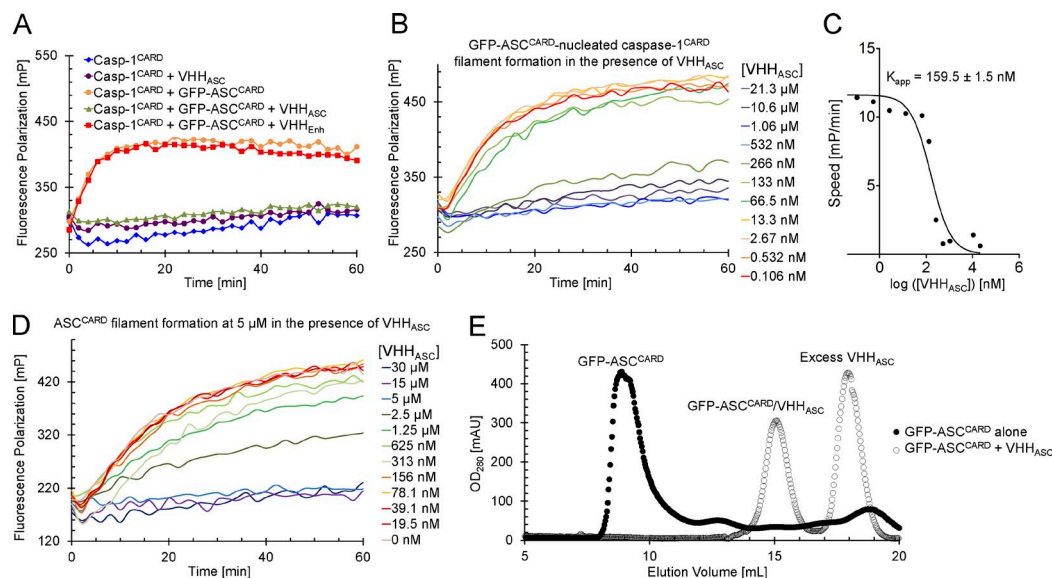 A
550
450
350
250
Fluorescence Polarization [mP]
Casp-1CARD
Casp-1CARD + VHHASC
Casp-1CARD + GFP-ASCCARD
Casp-1CARD + GFP-ASCCARD + VHHASC
Casp-1CARD + GFP-ASCCARD + VHHEnh
0 20 40 60
Time [min]
B
GFP-ASCCARD-nucleated caspase-1CARD
filament formation in the presence of VHHASC
450
350
250
Fluorescence Polarization [mP]
0 20 40 60
Time [min]
[VHHASC]
21.3 µM
10.6 µM
1.06 µM
532 nM
266 nM
133 nM
66.5 nM
13.3 nM
2.67 nM
0.532 nM
0.106 nM
C
15
10
5
Speed [mP/min]
Kapp = 159.5 ± 1.5 nM
0 2 4 6
log ([VHHASC]) [nM]
D
ASCCARD filament formation at 5 µM in the presence of VHHASC
420
320
220
120
Fluorescence Polarization [mP]
0 20 40 60
Time [min]
[VHHASC]
30 µM
15 µM
5 µM
2.5 µM
1.25 µM
625 nM
313 nM
156 nM
78.1 nM
39.1 nM
19.5 nM
0 nM
E
500
400
300
200
100
0
OD280 [mAU]
GFP-ASCCARD
GFP-ASCCARD/VHHASC
Excess VHHASC
GFP-ASCCARD alone
GFP-ASCCARD + VHHASC
5 10 15 20
Elution Volume [mL]